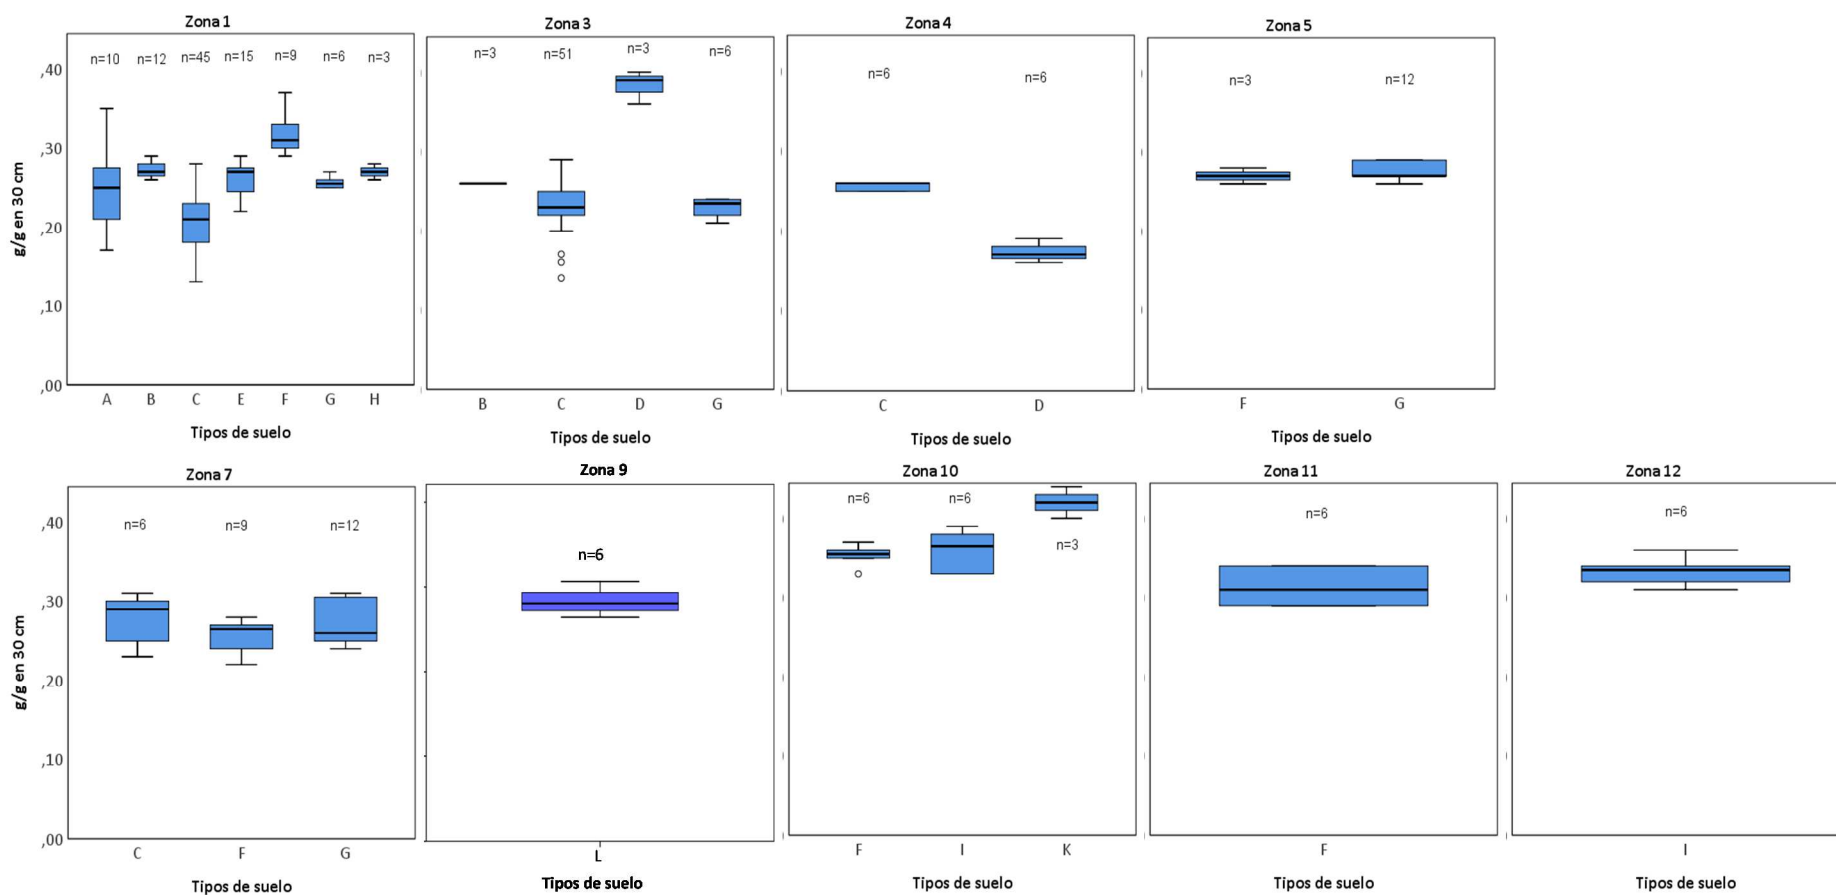 Zona 1
Zona 3
Zona 4
Zona 5
n=10 n=12 n=45 n=15 n=9 n=6 n=3
n=3 n=51 n=3 n=6
n=6 n=6
n=3 n=12
,40
,30
,20
,10
,00
g/g en 30 cm
A B C E F G H
B C D G
C D
F G
Tipos de suelo
Tipos de suelo
Tipos de suelo
Tipos de suelo
Zona 7
Zona 9
Zona 10
Zona 11
Zona 12
n=6 n=9 n=12
n=6
n=6 n=6 n=3
n=6
n=6
,40
,30
,20
,10
,00
g/g en 30 cm
C F G
L
F I K
F
I
Tipos de suelo
Tipos de suelo
Tipos de suelo
Tipos de suelo
Tipos de suelo